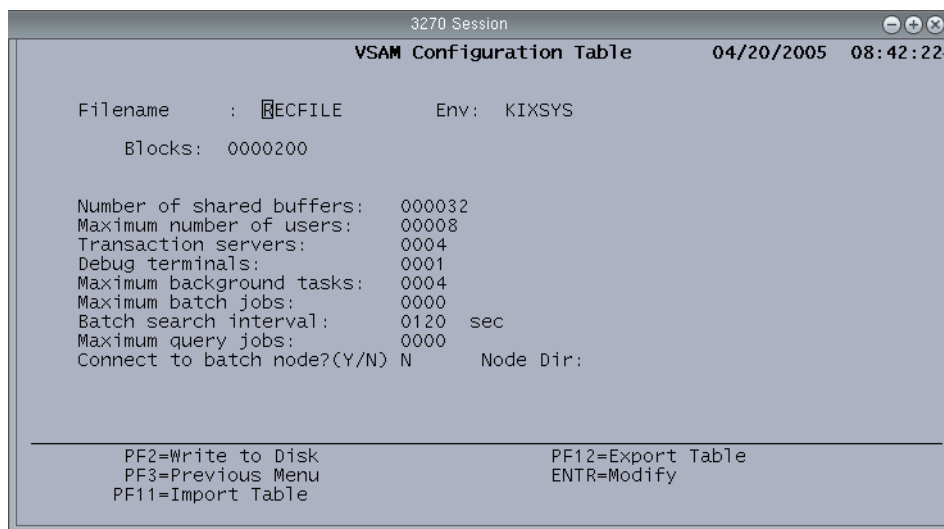 3270 Session
VSAM Configuration Table 04/20/2005 08:42:22
Filename : RECFILE Env: KIXSYS
Blocks: 0000200
Number of shared buffers: 000032
Maximum number of users: 00008
Transaction servers: 0004
Debug terminals: 0001
Maximum background tasks: 0004
Maximum batch jobs: 0000
Batch search interval: 0120 sec
Maximum query jobs: 0000
Connect to batch node?(Y/N) N Node Dir:
PF2=Write to Disk PF12=Export Table
PF3=Previous Menu ENTR=Modify
PF11=Import Table